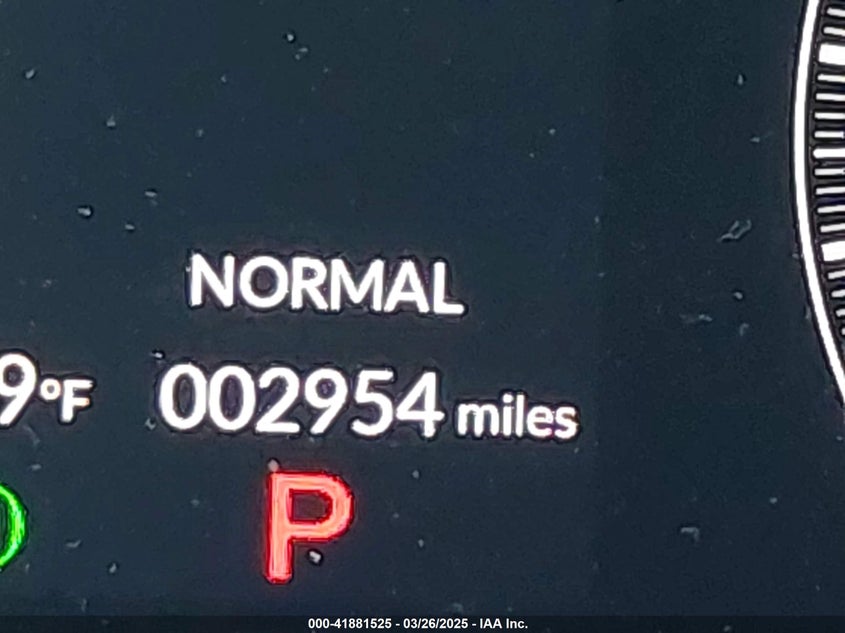 NORMAL
9°F
002954 miles
P
000-41881525 - 03/26/2025 - IAA Inc.